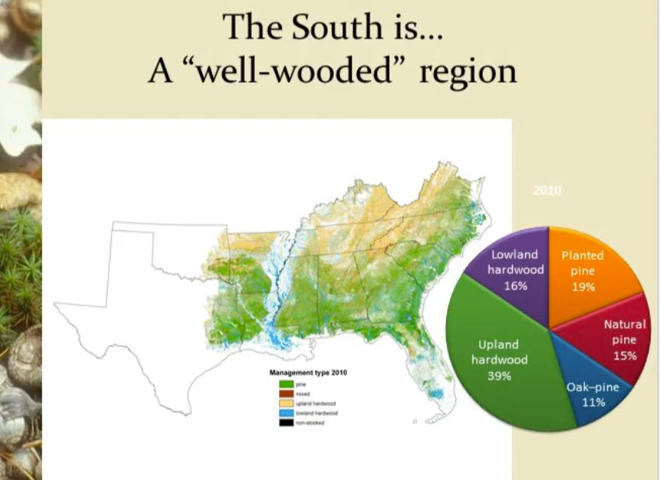 The South is...
A “well-wooded” region
2010
Lowland
hardwood
16%
Planted
pine
19%
Natural
pine
15%
Upland
hardwood
39%
Oak–pine
11%
Management type 2010
pine
mixed
upland hardwood
lowland hardwood
non-stocked